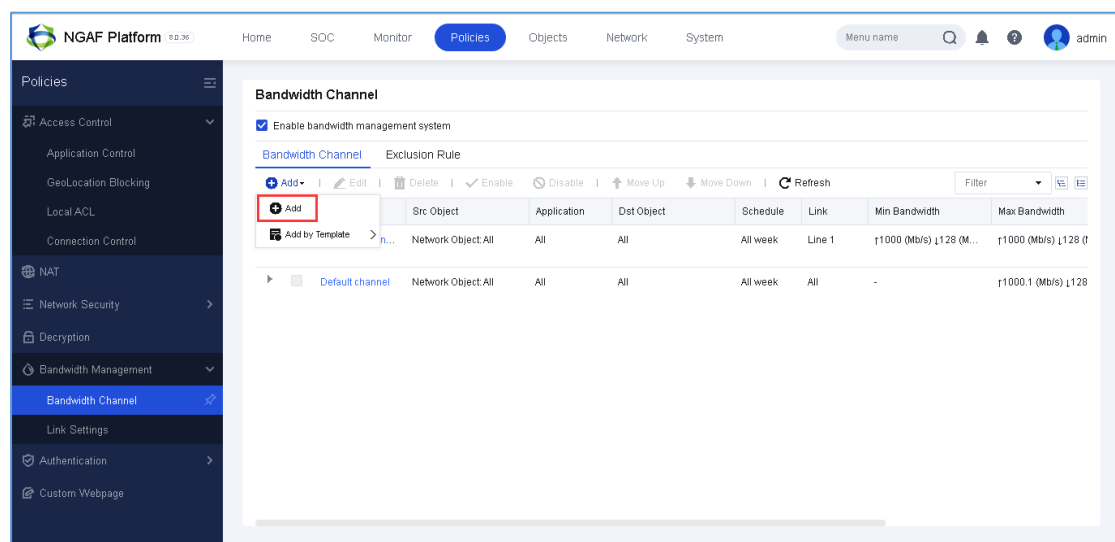 NGAF Platform 8.0.36 Home SOC Monitor Policies Objects Network System Menu name admin
Policies
Access Control
Application Control
GeoLocation Blocking
Local ACL
Connection Control
NAT
Network Security
Decryption
Bandwidth Management
Bandwidth Channel
Link Settings
Authentication
Custom Webpage
Bandwidth Channel
Enable bandwidth management system
Bandwidth Channel Exclusion Rule
Add Edit Delete Enable Disable Move Up Move Down Refresh Filter
Add
Add by Template
Src Object Application Dst Object Schedule Link Min Bandwidth Max Bandwidth
n... Network Object:All All All All week Line 1 ↑1000 (Mb/s) ↓128 (M... ↑1000 (Mb/s) ↓128 (
Default channel Network Object:All All All All week All - ↑1000.1 (Mb/s) ↓128